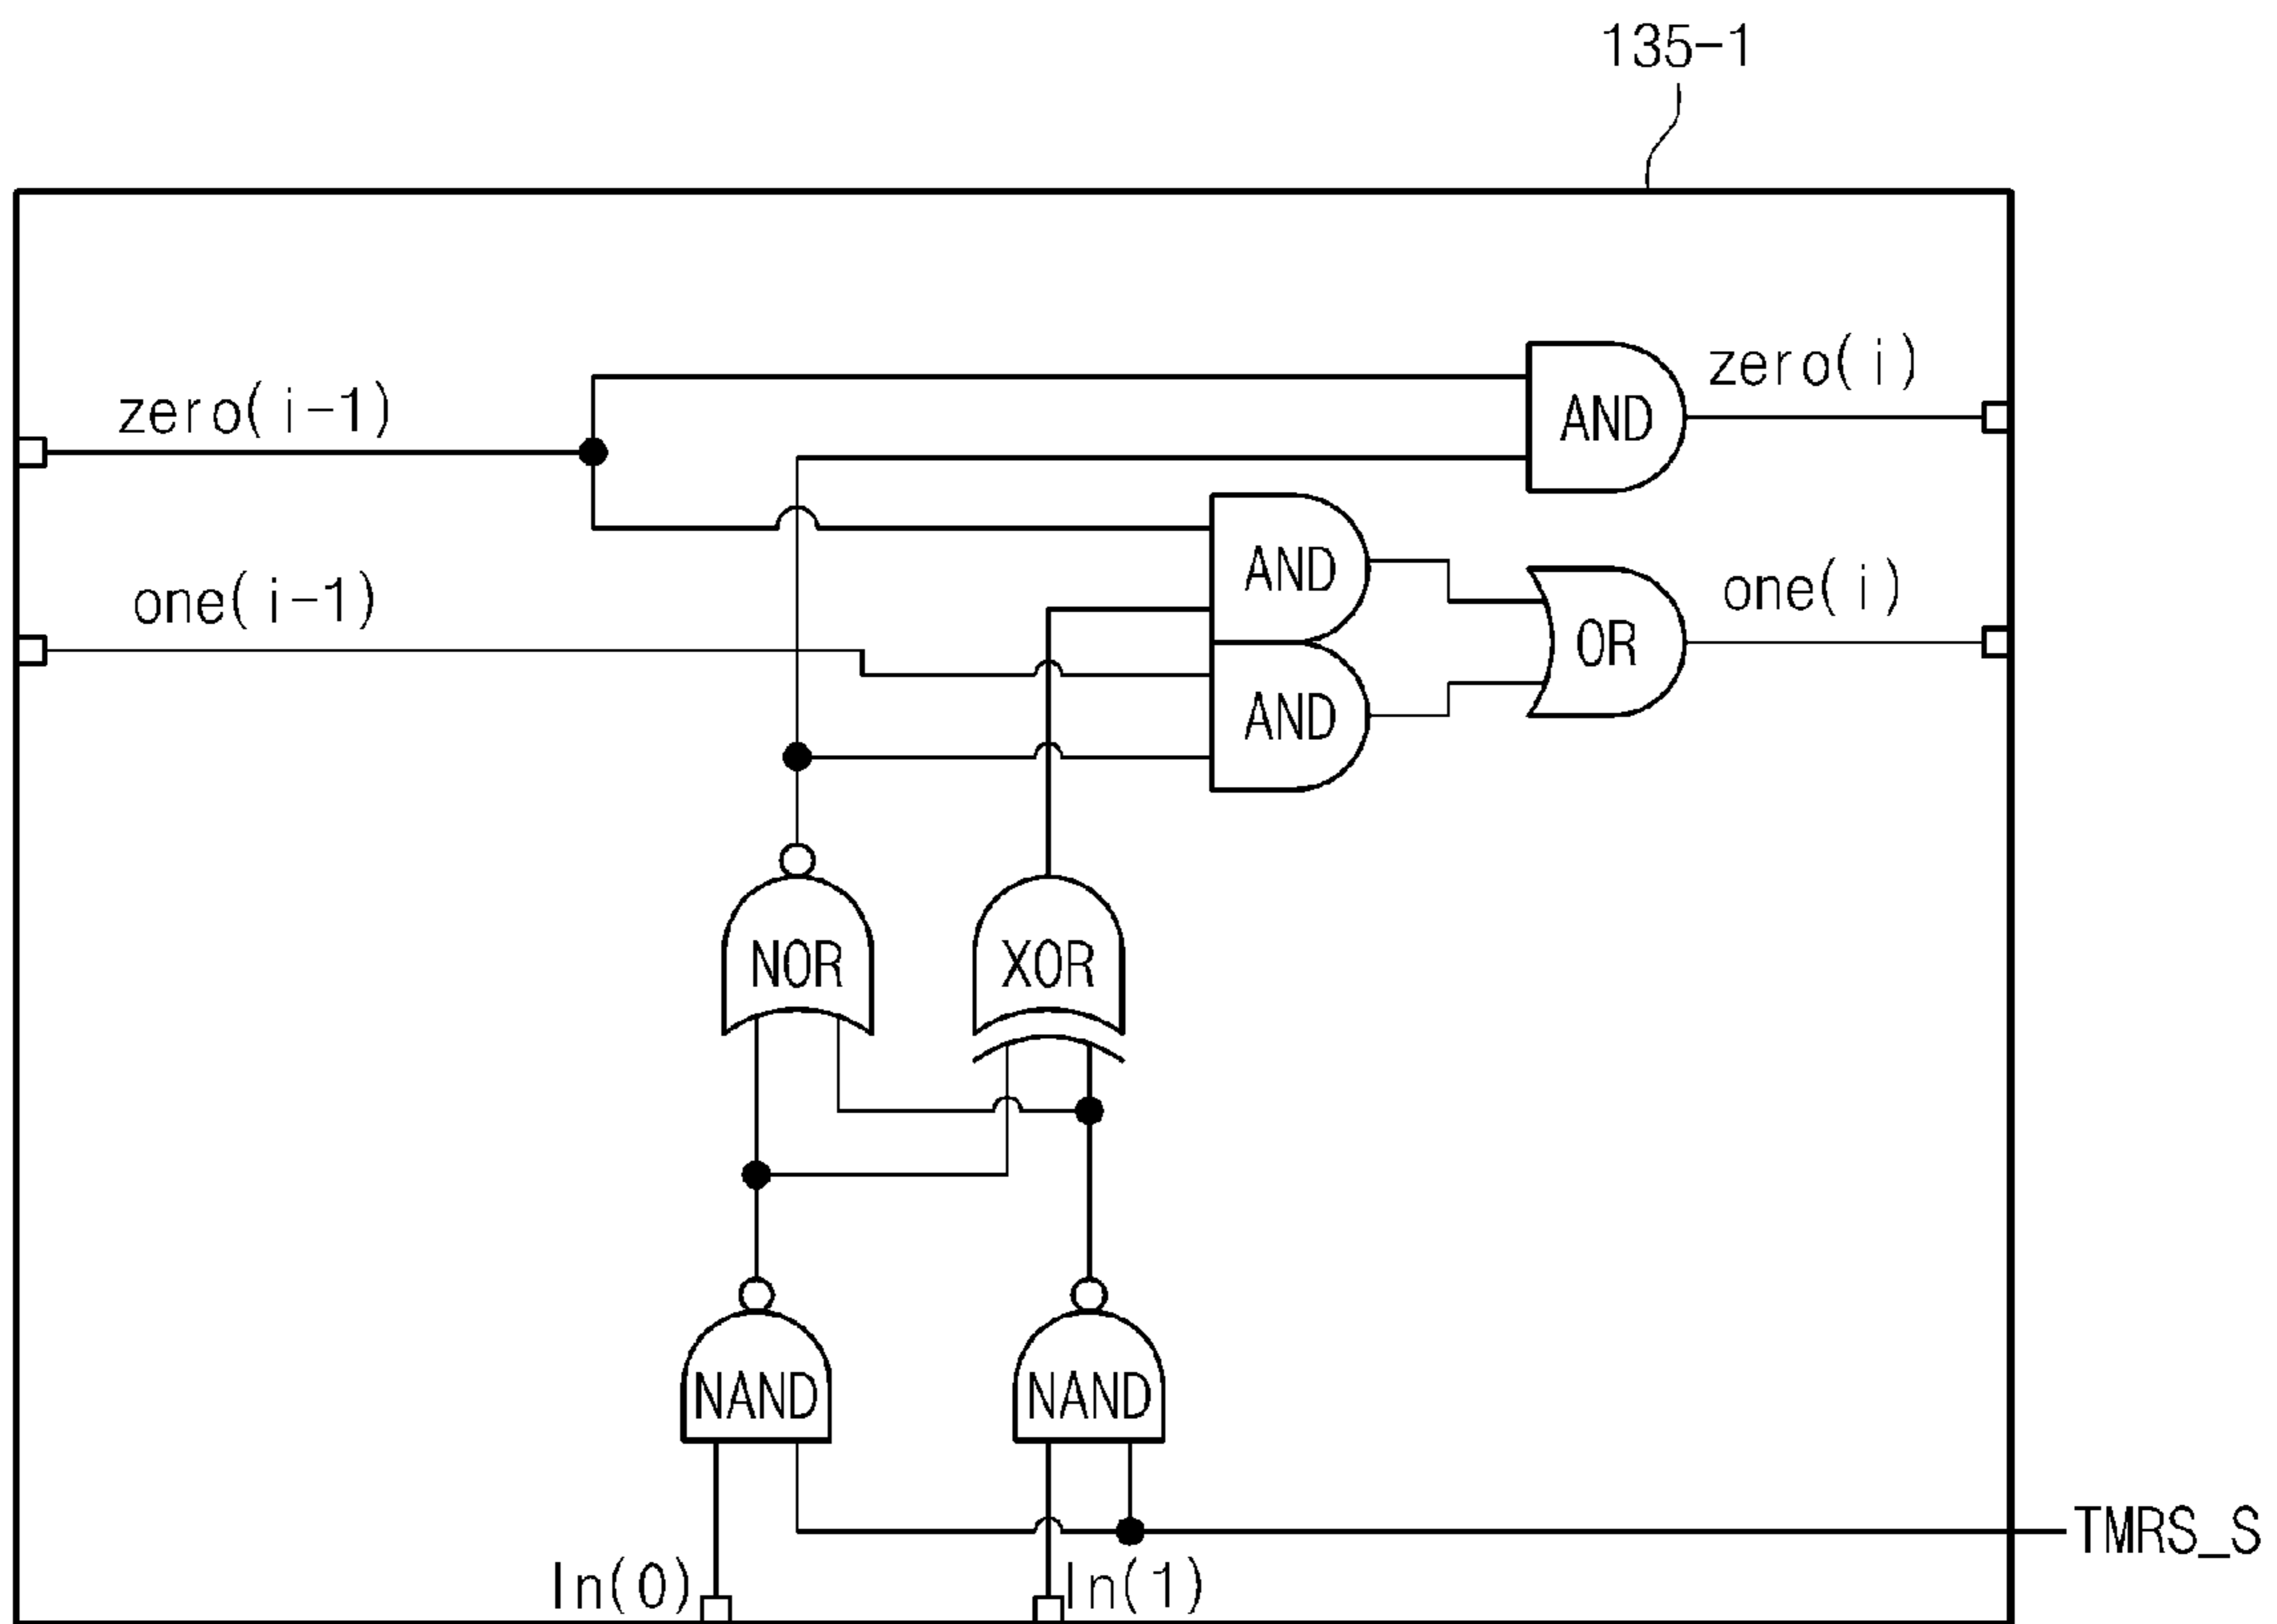 135-1
zero(i-1)
zero(i)
AND
AND
one(i-1)
one(i)
OR
AND
NOR
XOR
NAND
NAND
TMRS_S
In(0)
In(1)